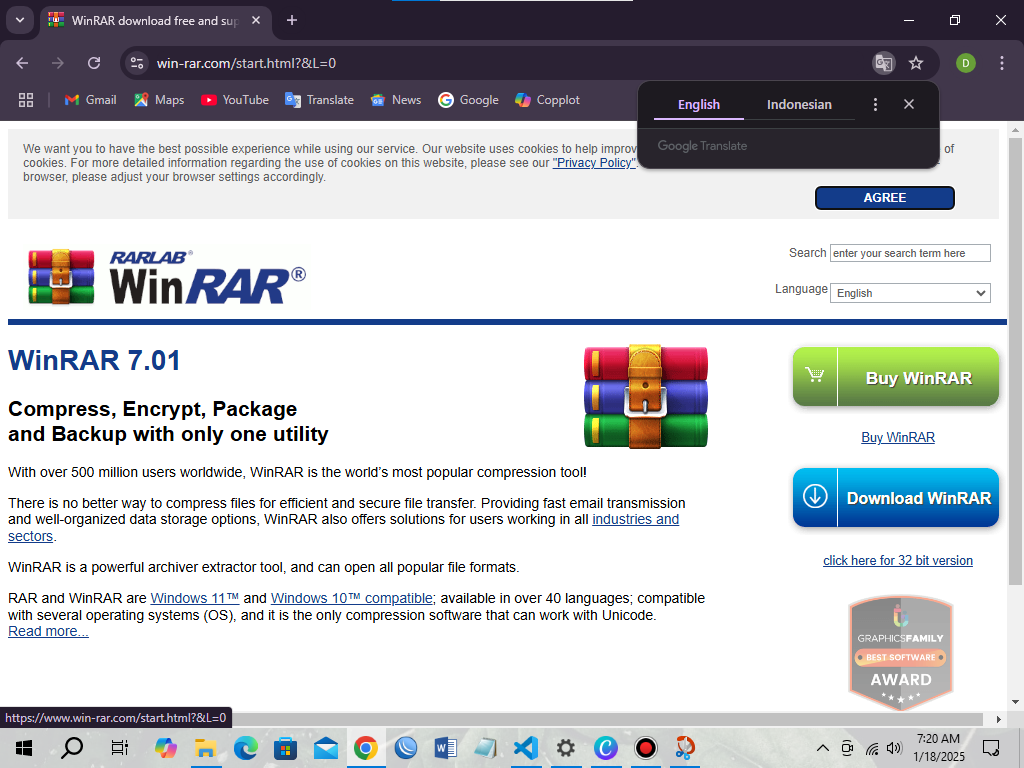 WinRAR download free and sup
win-rar.com/start.html?&L=0
D
Gmail
Maps
YouTube
Translate
News
Google
Copplot
English
Indonesian
Google Translate
We want you to have the best possible experience while using our service. Our website uses cookies to help improv
of
cookies. For more detailed information regarding the use of cookies on this website, please see our "Privacy Policy".
browser, please adjust your browser settings accordingly.
AGREE
RARLAB®
WinRAR®
Search
enter your search term here
Language
English
WinRAR 7.01
Compress, Encrypt, Package
and Backup with only one utility
With over 500 million users worldwide, WinRAR is the world's most popular compression tool!
There is no better way to compress files for efficient and secure file transfer. Providing fast email transmission
and well-organized data storage options, WinRAR also offers solutions for users working in all industries and
sectors.
WinRAR is a powerful archiver extractor tool, and can open all popular file formats.
RAR and WinRAR are Windows 11™ and Windows 10™ compatible; available in over 40 languages; compatible
with several operating systems (OS), and it is the only compression software that can work with Unicode.
Read more...
Buy WinRAR
Buy WinRAR
Download WinRAR
click here for 32 bit version
GRAPHICSFAMILY
BEST SOFTWARE
AWARD
https://www.win-rar.com/start.html?&L=0
7:20 AM
1/18/2025